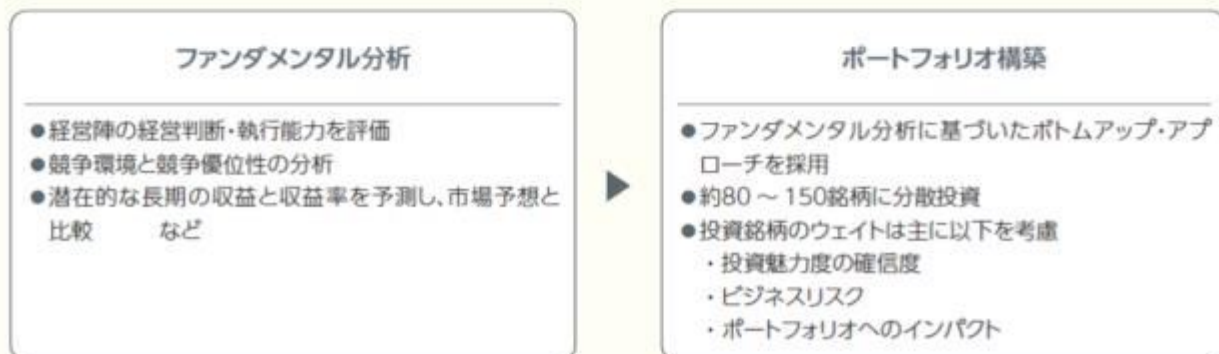 ファンダメンタル分析
●経営陣の経営判断・執行能力を評価
●競争環境と競争優位性の分析
●潜在的な長期の収益と収益率を予測し、市場予想と
比較　　など
ポートフォリオ構築
●ファンダメンタル分析に基づいたボトムアップ・アプ
ローチを採用
●約80～150銘柄に分散投資
●投資銘柄のウェイトは主に以下を考慮
・投資魅力度の確信度
・ビジネスリスク
・ポートフォリオへのインパクト